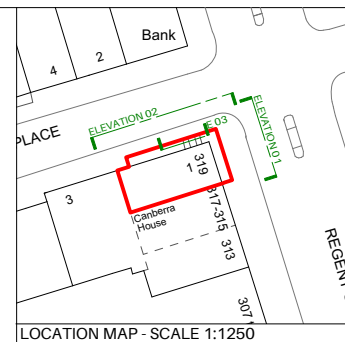 Bank
2
4
ELEVATION 02
PLACE
E 03
ELEVATION 01
1
319
3
Canberra
House
317-315
313
REGENT
307
LOCATION MAP - SCALE 1:1250